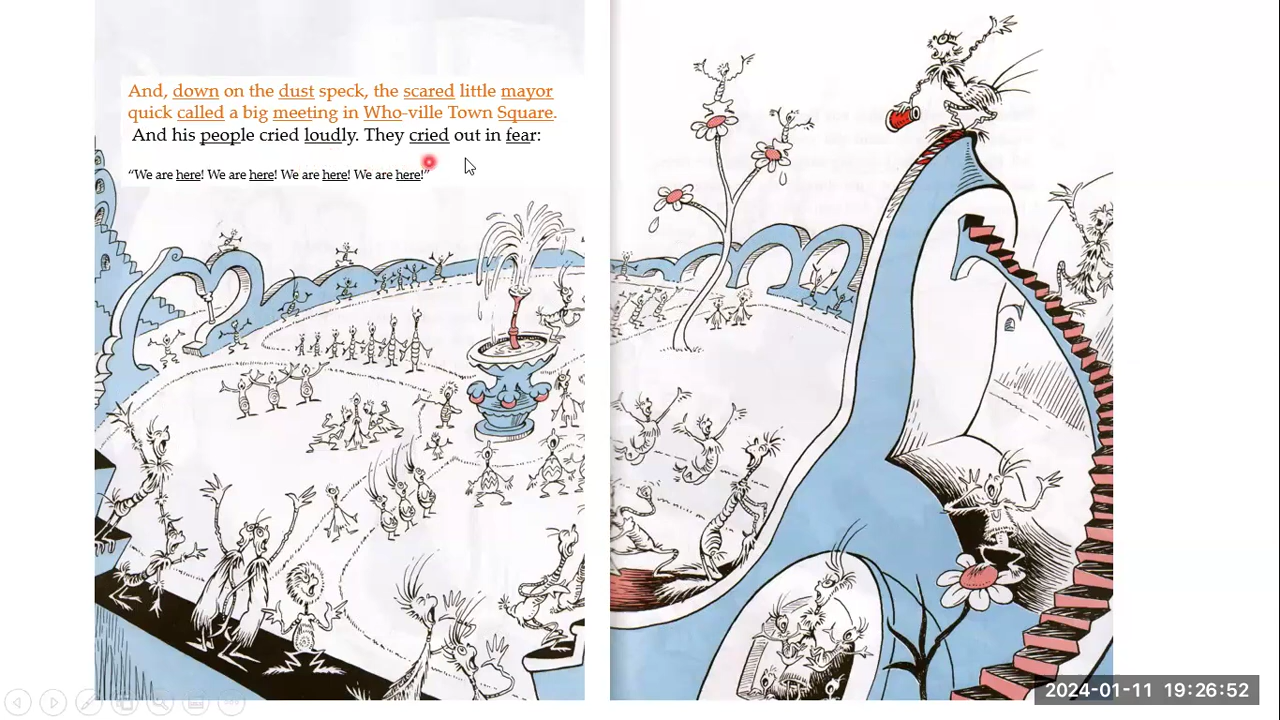 And, down on the dust speck, the scared little mayor
quick called a big meeting in Who-ville Town Square.
And his people cried loudly. They cried out in fear:
“We are here! We are here! We are here! We are here!”
2024-01-11 19:26:52